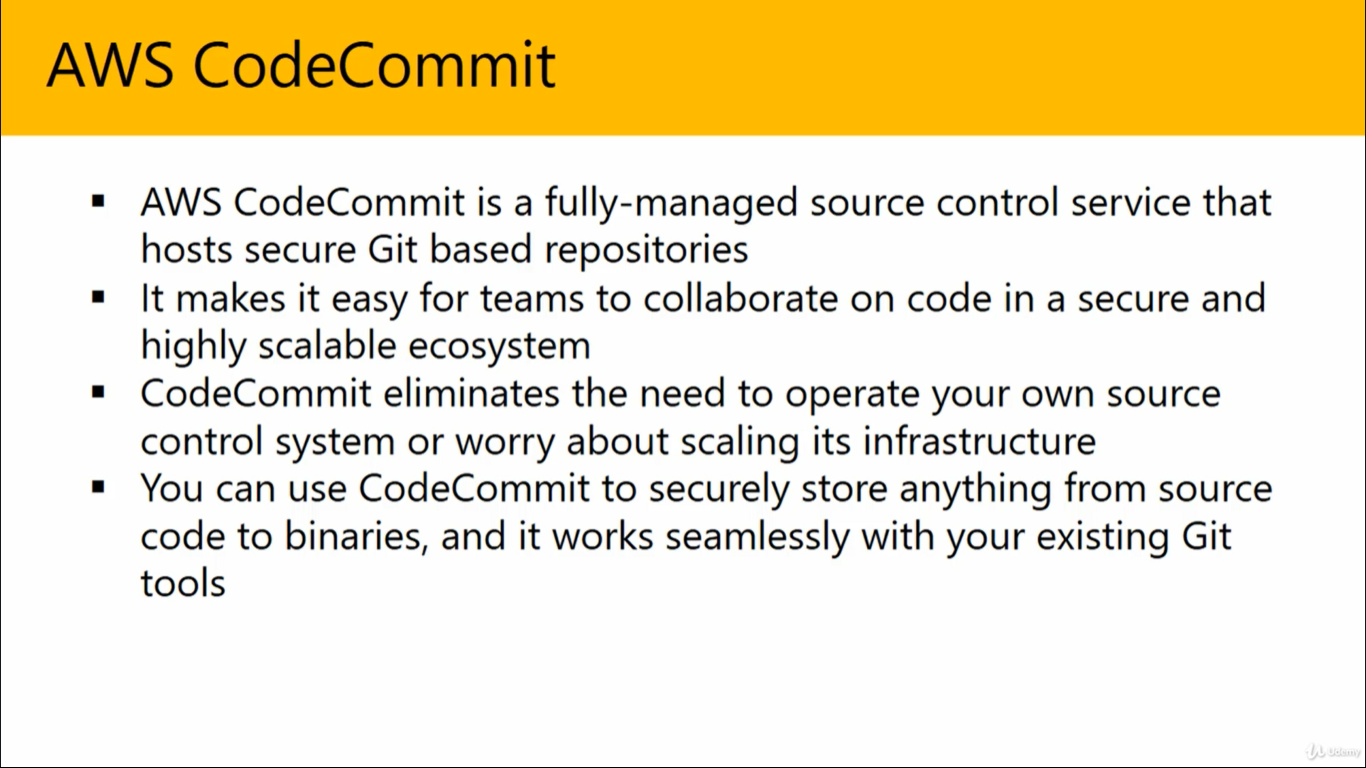 AWS CodeCommit
▪ AWS CodeCommit is a fully-managed source control service that
hosts secure Git based repositories
▪ It makes it easy for teams to collaborate on code in a secure and
highly scalable ecosystem
▪ CodeCommit eliminates the need to operate your own source
control system or worry about scaling its infrastructure
▪ You can use CodeCommit to securely store anything from source
code to binaries, and it works seamlessly with your existing Git
tools
Udemy